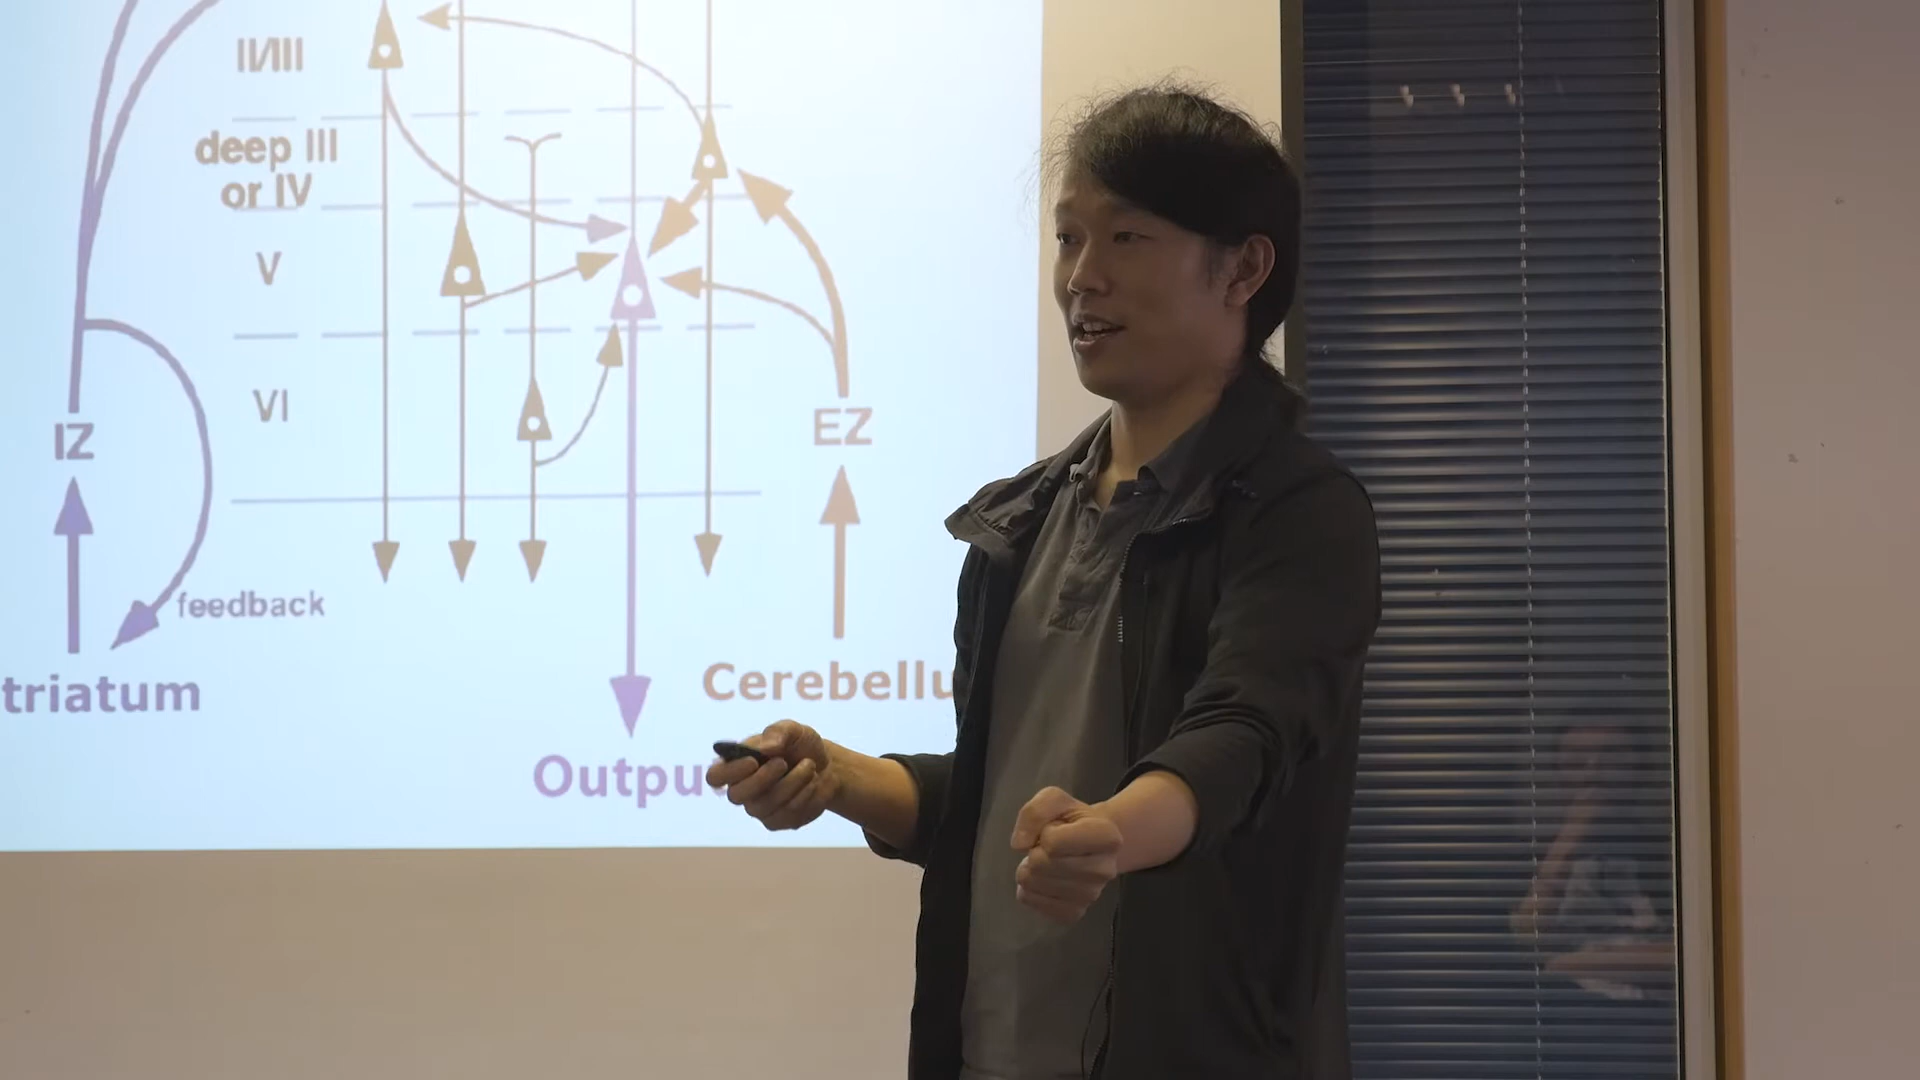 II/III
deep III
or IV
V
VI
IZ
EZ
feedback
triatum
Cerebellu
Outpu